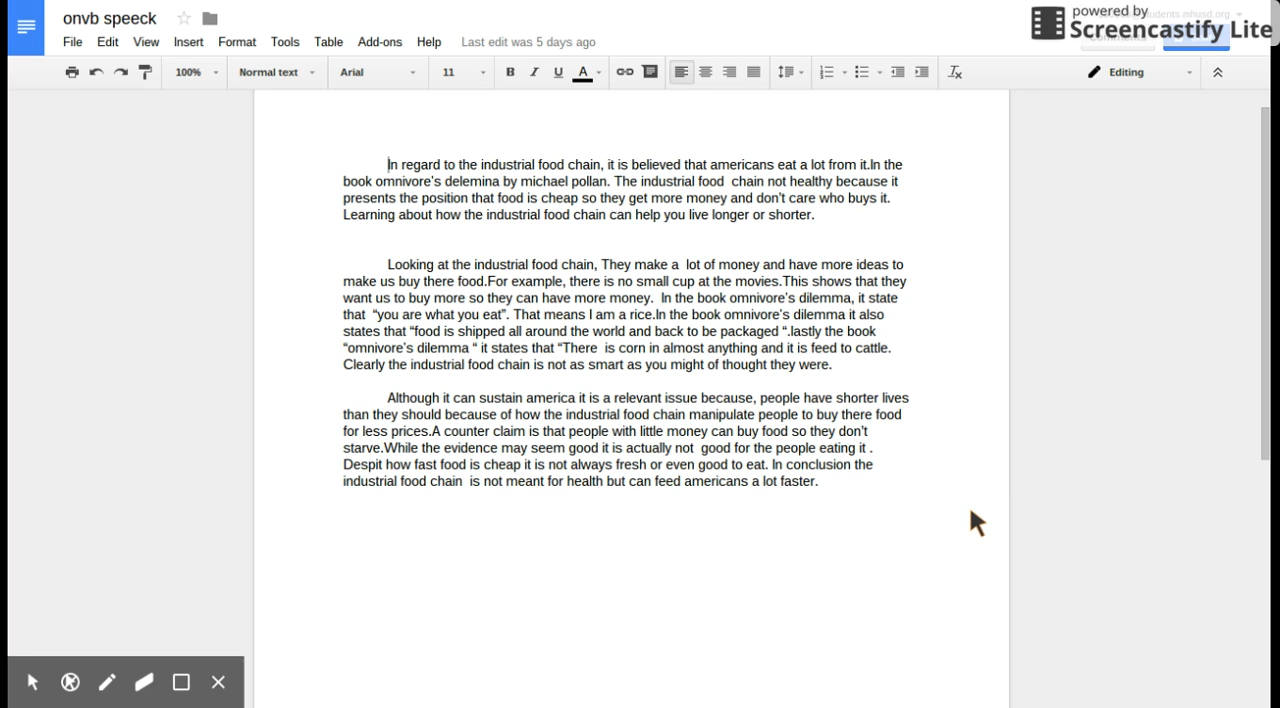 onvb speeck
powered by
Screencastify Lite
File Edit View Insert Format Tools Table Add-ons Help Last edit was 5 days ago
100% Normal text Arial 11 B I U A Editing
In regard to the industrial food chain, it is believed that americans eat a lot from it.In the
book omnivore's delemina by michael pollan. The industrial food  chain not healthy because it
presents the position that food is cheap so they get more money and don't care who buys it.
Learning about how the industrial food chain can help you live longer or shorter.
Looking at the industrial food chain, They make a  lot of money and have more ideas to
make us buy there food.For example, there is no small cup at the movies.This shows that they
want us to buy more so they can have more money.  In the book omnivore's dilemma, it state
that  “you are what you eat”. That means I am a rice.In the book omnivore's dilemma it also
states that “food is shipped all around the world and back to be packaged “.lastly the book
“omnivore's dilemma “ it states that “There  is corn in almost anything and it is feed to cattle.
Clearly the industrial food chain is not as smart as you might of thought they were.
Although it can sustain america it is a relevant issue because, people have shorter lives
than they should because of how the industrial food chain manipulate people to buy there food
for less prices.A counter claim is that people with little money can buy food so they don't
starve.While the evidence may seem good it is actually not  good for the people eating it .
Despit how fast food is cheap it is not always fresh or even good to eat. In conclusion the
industrial food chain  is not meant for health but can feed americans a lot faster.